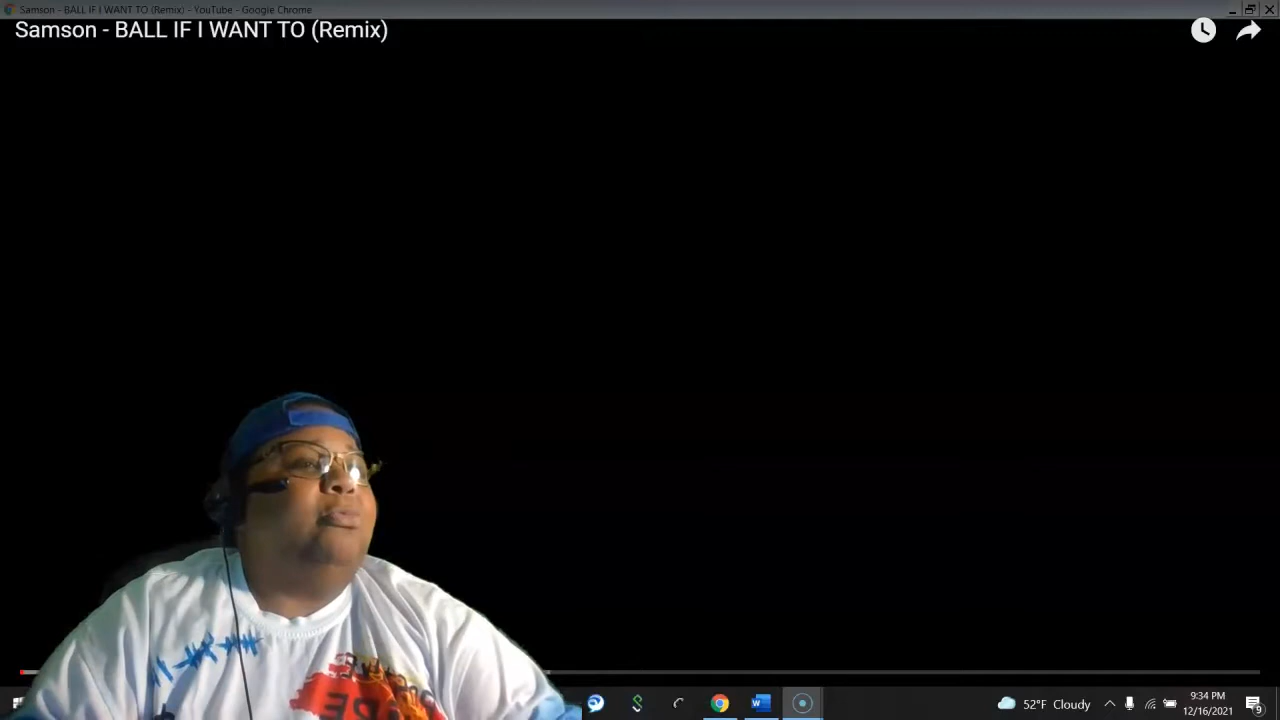 Samson - BALL IF I WANT TO (Remix) - YouTube - Google Chrome
Samson - BALL IF I WANT TO (Remix)
52°F Cloudy
9:34 PM
12/16/2021